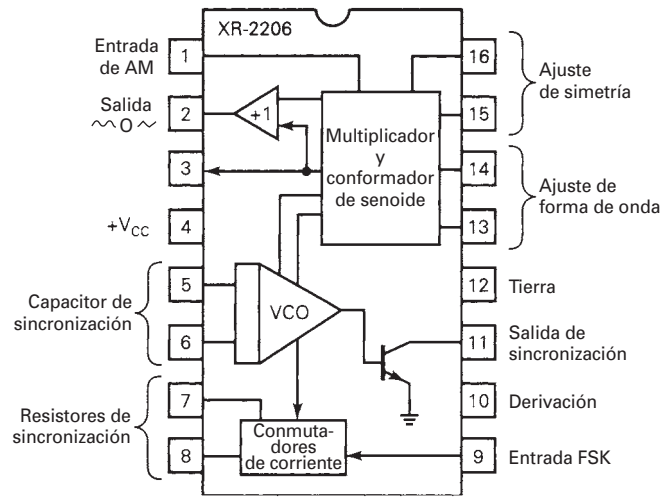 XR-2206
Entrada
de AM
1
Salida
O
2
+1
3
+V_CC
4
Capacitor de
sincronización
5
6
Resistores de
sincronización
7
8
Multiplicador
y
conformador
de senoide
VCO
Conmuta-
dores
de corriente
16
15
Ajuste
de simetría
14
13
Ajuste de
forma de onda
12
Tierra
11
Salida de
sincronización
10
Derivación
9
Entrada FSK